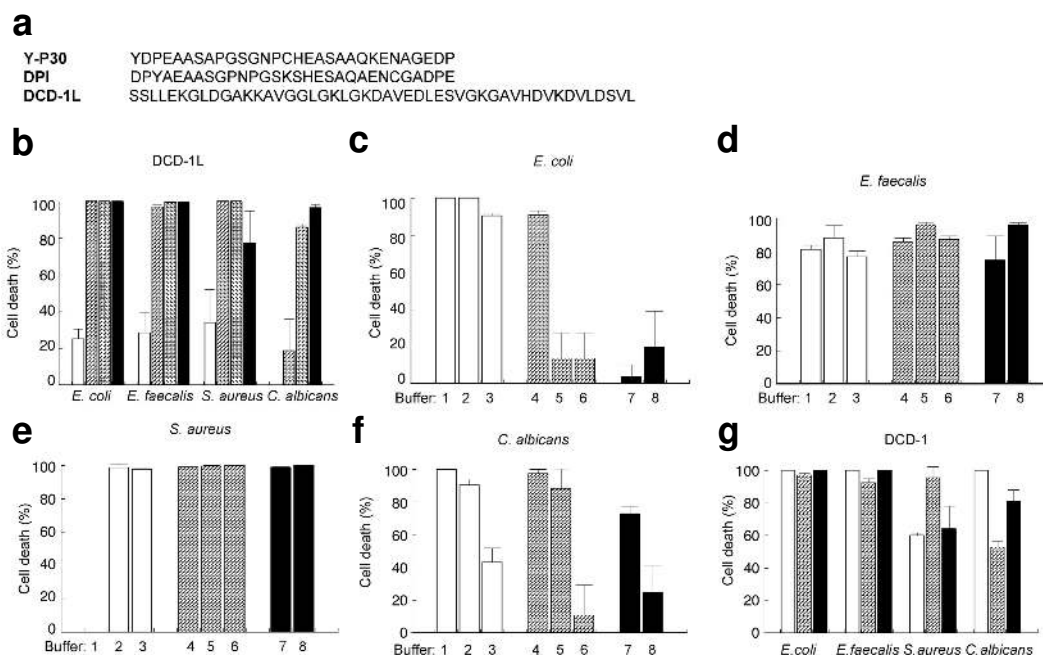 a
Y-P30 YDPEAASAPGSGNPCHEASAAQKENAGEDP
DPI DPYAEAASGPNPGSKSHESAQAENCGADPE
DCD-1L SSLLEKGLDGAKKAVGGLGKLGKDAVEDLESVGKGAVHDVKDVLDSVL
b
DCD-1L
Cell death (%)
100
80
60
40
20
0
E. coli E. faecalis S. aureus C. albicans
c
E. coli
Cell death (%)
100
80
60
40
20
0
Buffer: 1 2 3 4 5 6 7 8
d
E. faecalis
Cell death (%)
100
80
60
40
20
0
Buffer: 1 2 3 4 5 6 7 8
e
S. aureus
Cell death (%)
100
80
60
40
20
0
Buffer: 1 2 3 4 5 6 7 8
f
C. albicans
Cell death (%)
100
80
60
40
20
0
Buffer: 1 2 3 4 5 6 7 8
g
DCD-1
Cell death (%)
100
80
60
40
20
0
E.coli E.faecalis S.aureus C.albicans